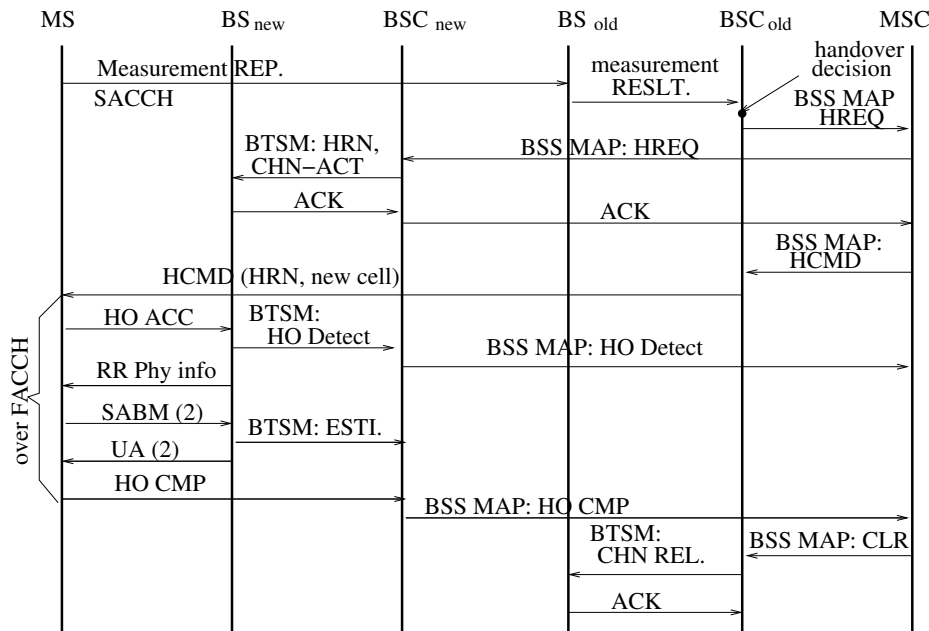 MS BS new BSC new BS old BSC old MSC
Measurement REP.
SACCH
measurement
RESLT.
handover
decision
BSS MAP
HREQ
BTSM: HRN,
CHN–ACT
BSS MAP: HREQ
ACK
ACK
BSS MAP:
HCMD
HCMD (HRN, new cell)
over FACCH
HO ACC
BTSM:
HO Detect
BSS MAP: HO Detect
RR Phy info
SABM (2)
BTSM: ESTI.
UA (2)
HO CMP
BSS MAP: HO CMP
BTSM:
CHN REL.
BSS MAP: CLR
ACK